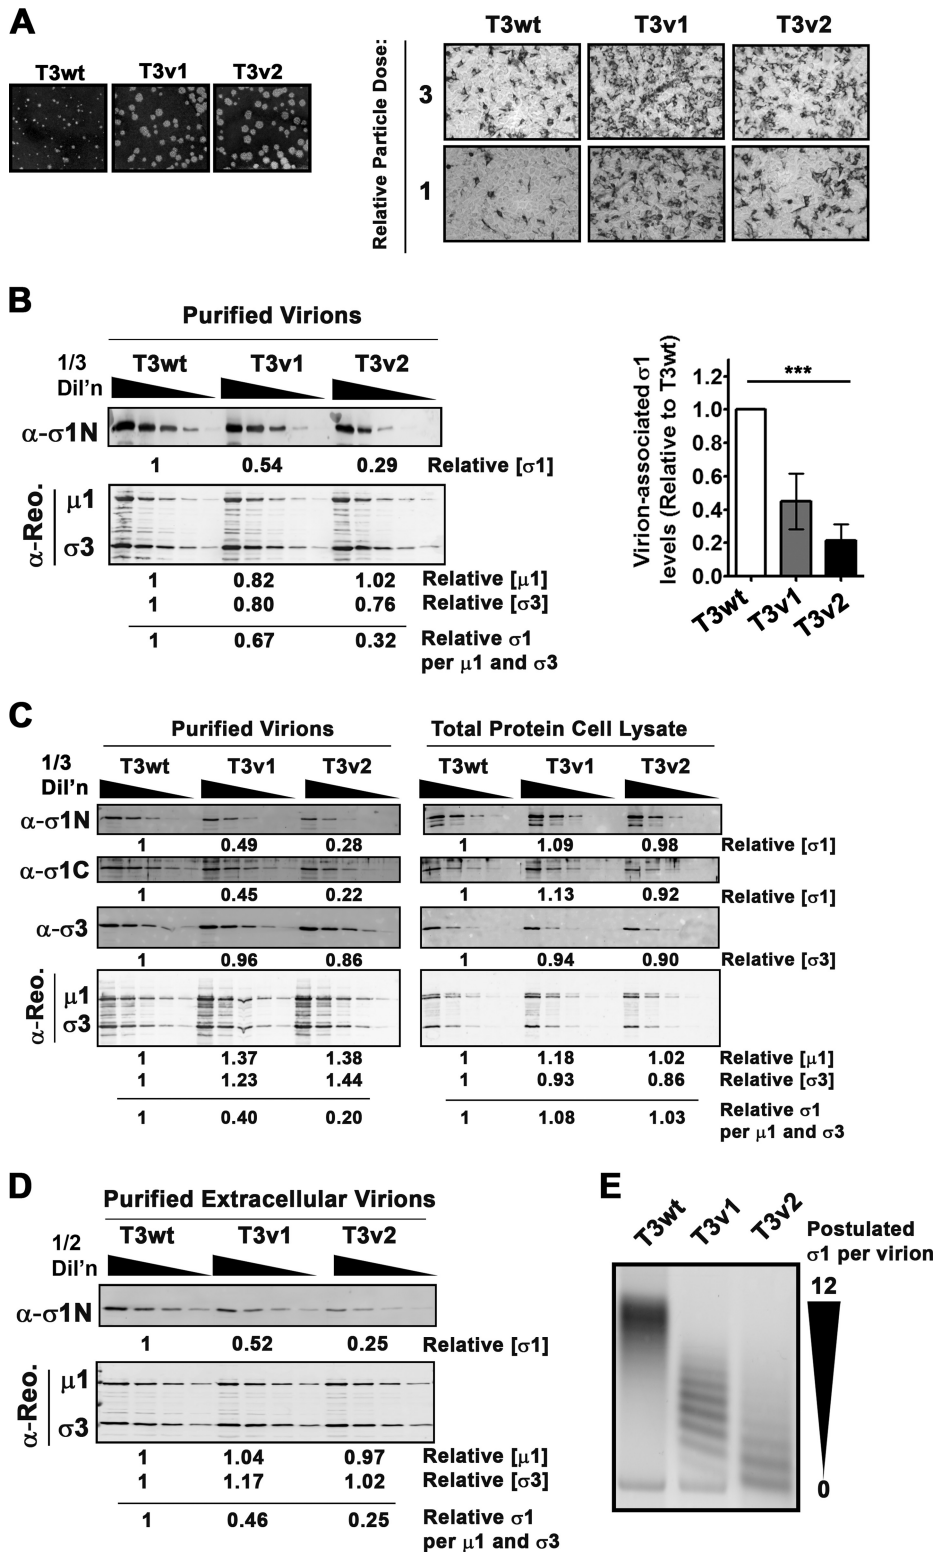 A
T3wt T3v1 T3v2
Relative Particle Dose:
T3wt T3v1 T3v2
3
1
B
Purified Virions
1/3 Dil'n
T3wt T3v1 T3v2
α-σ1N
1 0.54 0.29 Relative [σ1]
α-Reo.
μ1
σ3
1 0.82 1.02 Relative [μ1]
1 0.80 0.76 Relative [σ3]
1 0.67 0.32 Relative σ1
per μ1 and σ3
Virion-associated σ1
levels (Relative to T3wt)
***
1.2
1.0
0.8
0.6
0.4
0.2
0.0
T3wt T3v1 T3v2
C
Purified Virions
Total Protein Cell Lysate
1/3 Dil'n
T3wt T3v1 T3v2 T3wt T3v1 T3v2
α-σ1N
1 0.49 0.28 1 1.09 0.98 Relative [σ1]
α-σ1C
1 0.45 0.22 1 1.13 0.92 Relative [σ1]
α-σ3
1 0.96 0.86 1 0.94 0.90 Relative [σ3]
α-Reo.
μ1
σ3
1 1.37 1.38 1 1.18 1.02 Relative [μ1]
1 1.23 1.44 1 0.93 0.86 Relative [σ3]
1 0.40 0.20 1 1.08 1.03 Relative σ1
per μ1 and σ3
D
Purified Extracellular Virions
1/2 Dil'n
T3wt T3v1 T3v2
α-σ1N
1 0.52 0.25 Relative [σ1]
α-Reo.
μ1
σ3
1 1.04 0.97 Relative [μ1]
1 1.17 1.02 Relative [σ3]
1 0.46 0.25 Relative σ1
per μ1 and σ3
E
T3wt T3v1 T3v2
Postulated
σ1 per virion
12
0